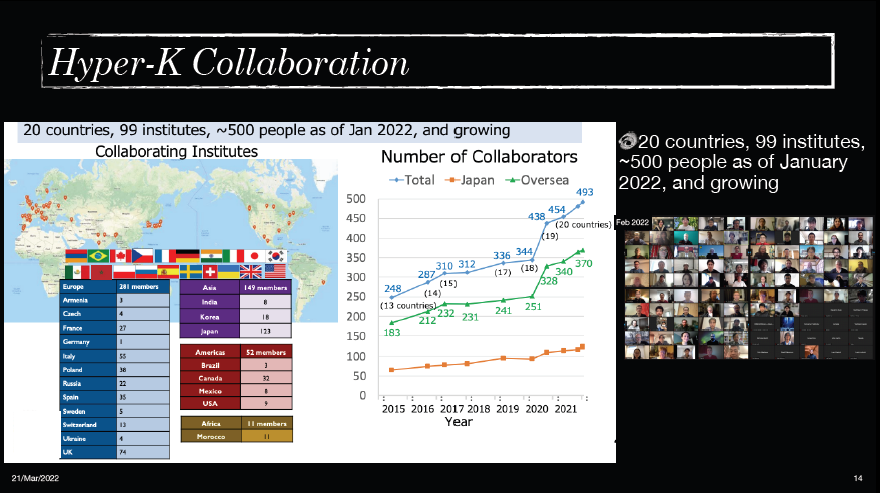 Hyper-K Collaboration
20 countries, 99 institutes, ~500 people as of Jan 2022, and growing
Collaborating Institutes
Europe 281 members
Armenia 3
Czech 4
France 27
Germany 1
Italy 55
Poland 38
Russia 22
Spain 35
Sweden 5
Switzerland 13
Ukraine 4
UK 74
Asia 149 members
India 8
Korea 18
Japan 123
Americas 52 members
Brazil 3
Canada 32
Mexico 8
USA 9
Africa 11 members
Morocco 11
Number of Collaborators
Total Japan Oversea
500
450
400
350
300
250
200
150
100
50
0
248
287
310
312
336
344
438
454
493
(13 countries)
(14)
(15)
(17)
(18)
(19)
(20 countries)
183
212
232
231
241
251
328
340
370
2015 2016 2017 2018 2019 2020 2021
Year
20 countries, 99 institutes,
~500 people as of January
2022, and growing
Feb 2022
21/Mar/2022
14